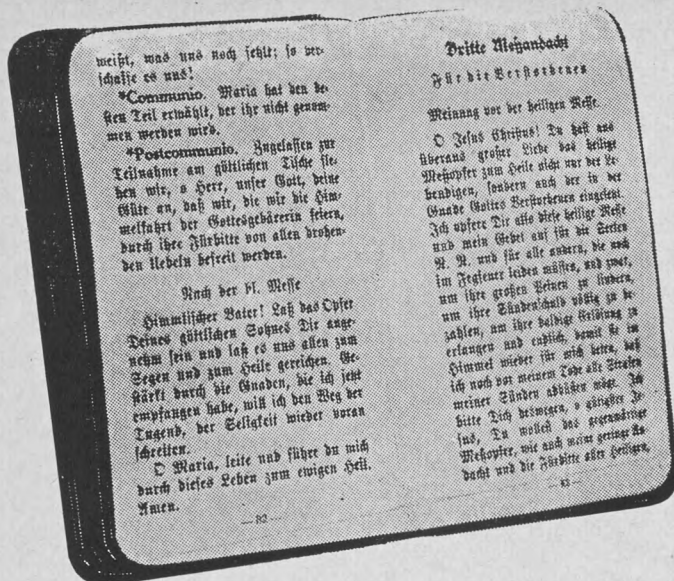 weißt, was uns noch fehlt; so ver-
schaffe es uns!
*Communio. Maria hat den be-
sten Teil erwählt, der ihr nicht genom-
men werden wird.
*Postcommunio. Zugelassen zur
Teilnahme am göttlichen Tische fle-
hen wir, o Herr, unser Gott, deine
Güte an, daß wir, die wir die Him-
melfahrt der Gottesgebärerin feiern,
durch ihre Fürbitte von allen drohen-
den Uebeln befreit werden.
Nach der hl. Messe
Himmlischer Vater! Laß das Opfer
Deines göttlichen Sohnes Dir ange-
nehm sein und laß es uns allen zum
Segen und zum Heile gereichen. Ge-
stärkt durch die Gnaden, die ich jetzt
empfangen habe, will ich den Weg der
Tugend, der Seligkeit wieder voran
schreiten.
O Maria, leite und führe du mich
durch dieses Leben zum ewigen Heil.
Amen.
— 82 —
Dritte Meßandacht
Für die Verstorbenen
Meinung vor der heiligen Messe.
O Jesus Christus! Du hast aus
überaus großer Liebe das heilige
Meßopfer zum Heile nicht nur der Le-
bendigen, sondern auch der in der
Gnade Gottes Verstorbenen eingesetzt.
Ich opfere Dir also diese heilige Messe
und mein Gebet auf für die Seelen
N. N. und für alle andern, die noch
im Fegfeuer leiden müssen, und zwar,
um ihre großen Peinen zu lindern,
um ihre Sündenschuld völlig zu be-
zahlen, um ihre baldige Erlösung zu
erlangen und endlich, damit sie im
Himmel wieder für mich beten, daß
ich noch vor meinem Tode alle Strafen
meiner Sünden abbüßen möge. Ich
bitte Dich deswegen, o gütigster Je-
sus, Du wollest das gegenwärtige
Meßopfer, wie auch meine geringe An-
dacht und die Fürbitte aller Heiligen,
— 83 —